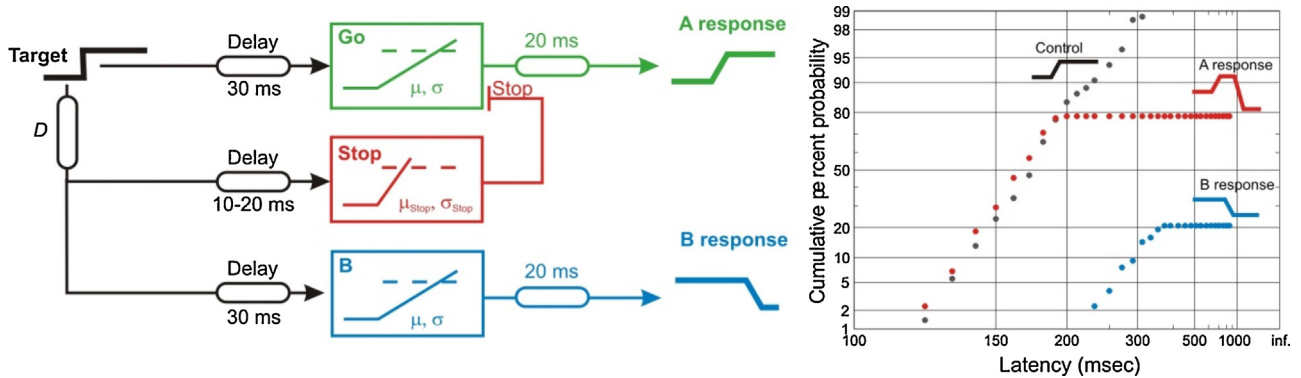 Target
D
Delay
30 ms
Go
μ, σ
20 ms
A response
Stop
Delay
10-20 ms
Stop
μStop, σStop
Delay
30 ms
B
μ, σ
20 ms
B response
Cumulative percent probability
99
98
95
90
80
50
20
10
5
2
1
Control
A response
B response
100
150
200
300
500
1000
inf.
Latency (msec)